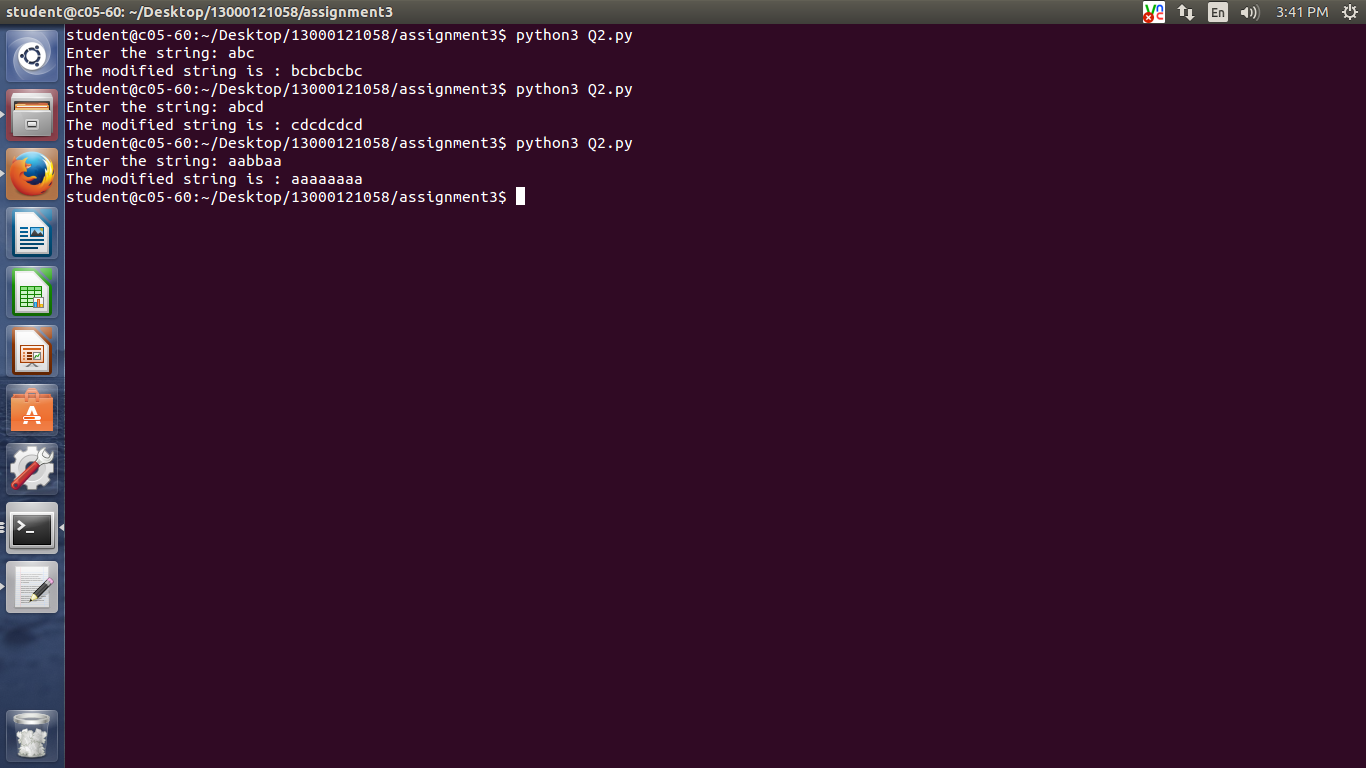 student@c05-60: ~/Desktop/13000121058/assignment3
En
3:41 PM
student@c05-60:~/Desktop/13000121058/assignment3$ python3 Q2.py
Enter the string: abc
The modified string is : bcbcbcbc
student@c05-60:~/Desktop/13000121058/assignment3$ python3 Q2.py
Enter the string: abcd
The modified string is : cdcdcdcd
student@c05-60:~/Desktop/13000121058/assignment3$ python3 Q2.py
Enter the string: aabbaa
The modified string is : aaaaaaaa
student@c05-60:~/Desktop/13000121058/assignment3$